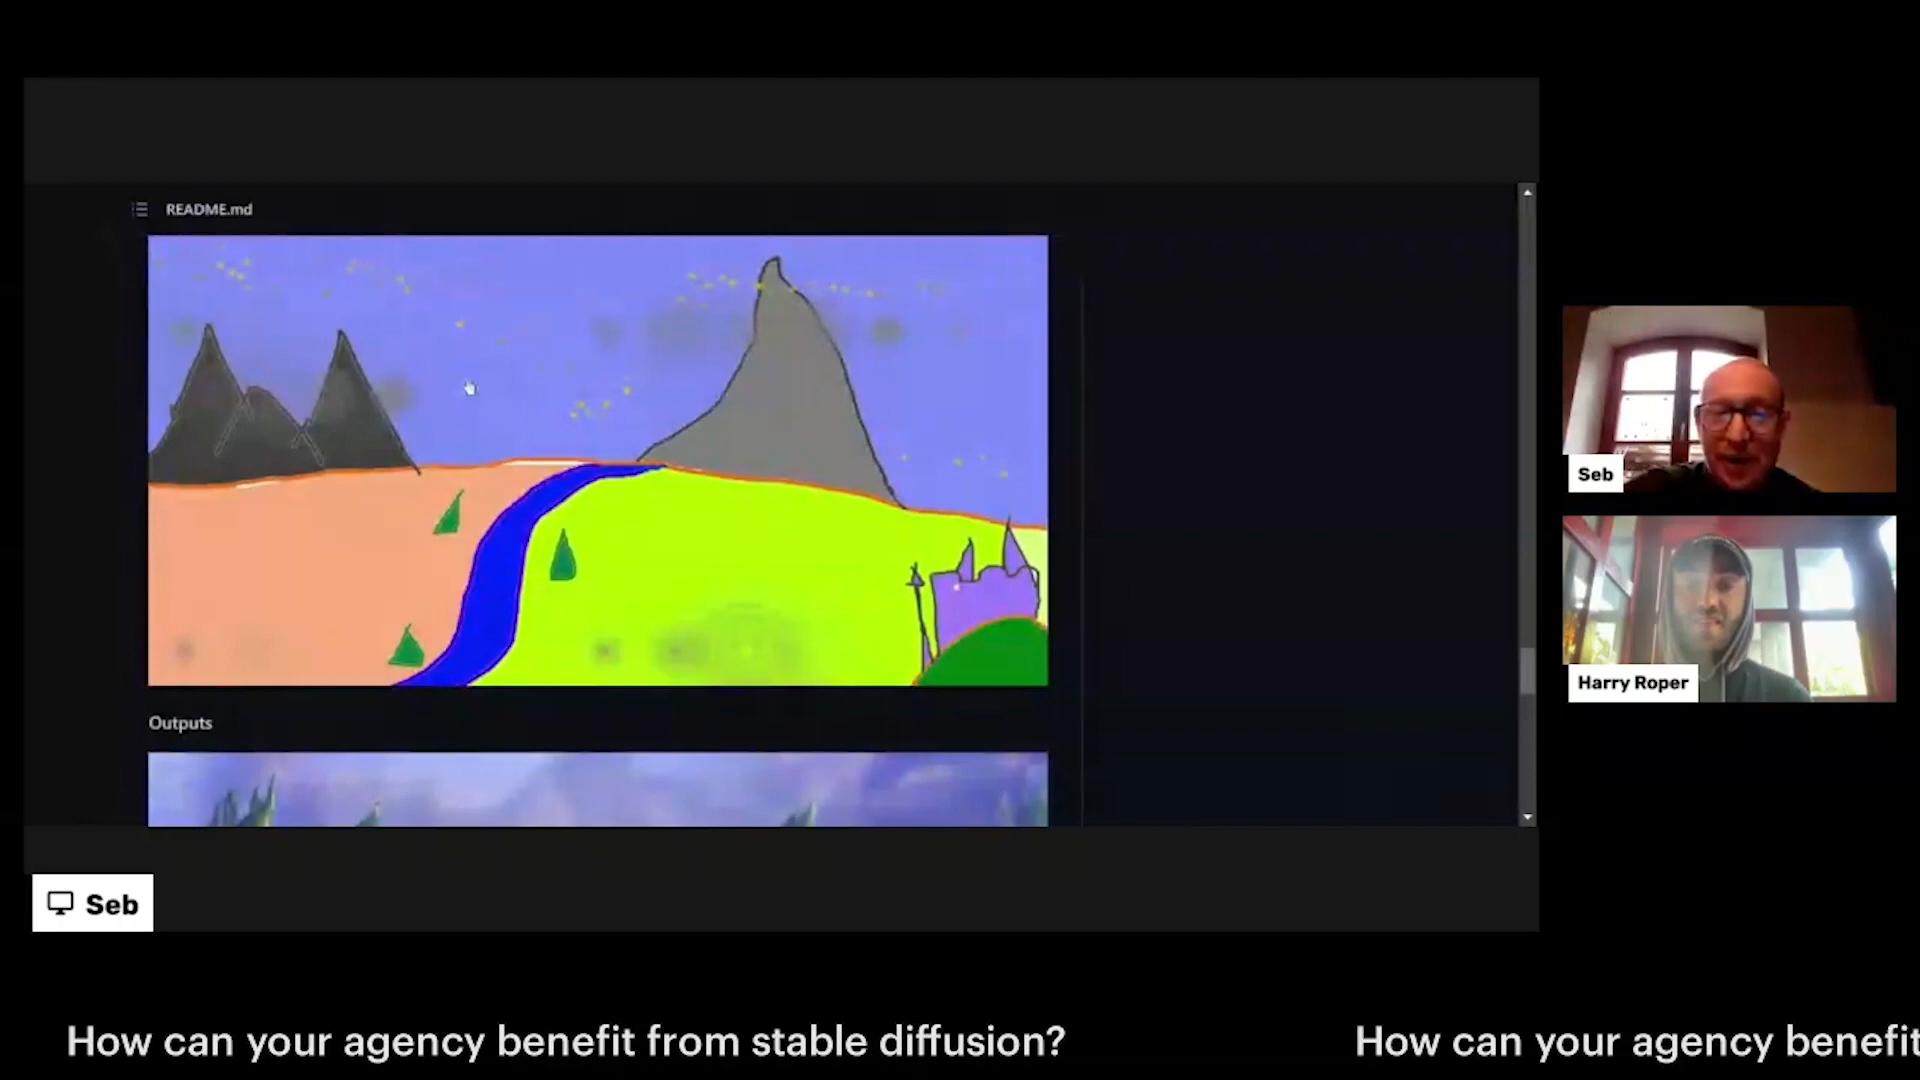 README.md
Outputs
Seb
Harry Roper
Seb
How can your agency benefit from stable diffusion?
How can your agency benefit